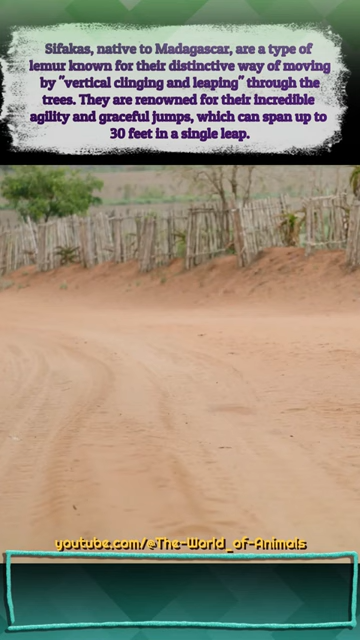 Sifakas, native to Madagascar, are a type of
lemur known for their distinctive way of moving
by "vertical clinging and leaping" through the
trees. They are renowned for their incredible
agility and graceful jumps, which can span up to
30 feet in a single leap.
youtube.com/@The-World_of-Animals